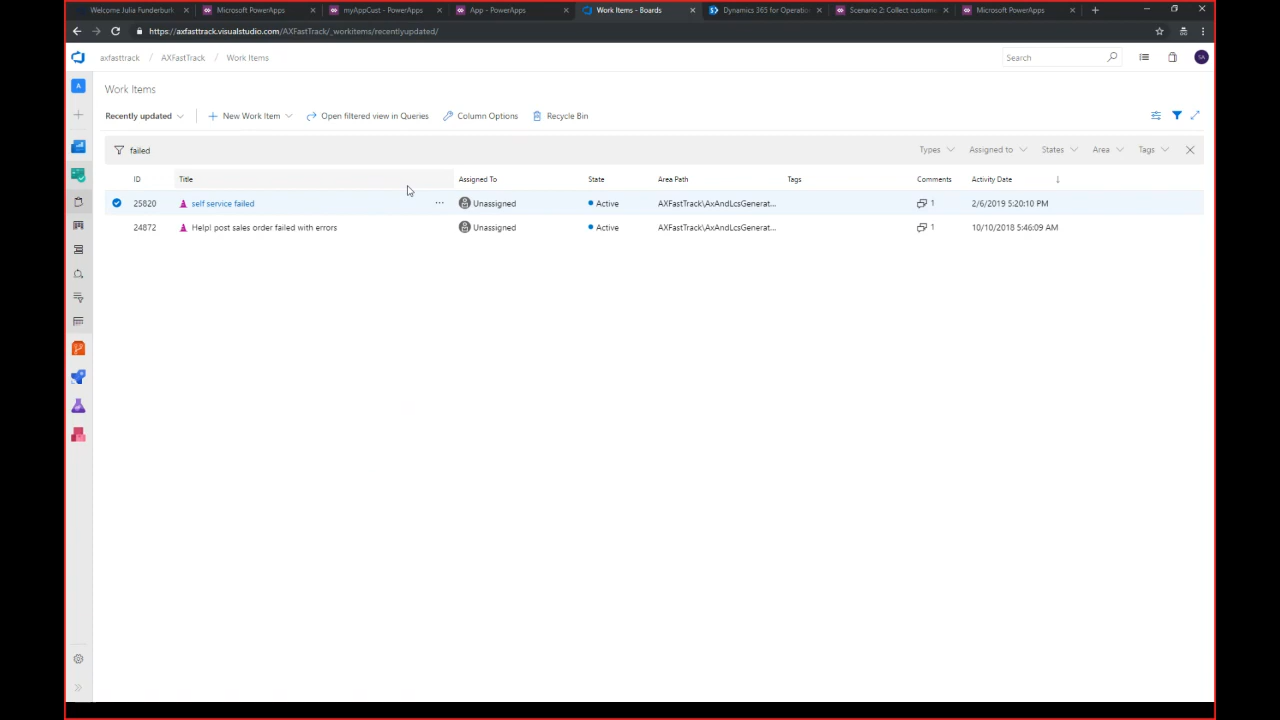 Welcome Julia Funderburk
Microsoft PowerApps
myAppCust - PowerApps
App - PowerApps
Work Items - Boards
Dynamics 365 for Operatio
Scenario 2: Collect custome
Microsoft PowerApps
https://axfasttrack.visualstudio.com/AXFastTrack/_workitems/recentlyupdated/
axfasttrack / AXFastTrack / Work Items
Search
SA
A
Work Items
Recently updated
New Work Item
Open filtered view in Queries
Column Options
Recycle Bin
failed
Types
Assigned to
States
Area
Tags
ID Title Assigned To State Area Path Tags Comments Activity Date
25820 self service failed ... Unassigned Active AXFastTrack\AxAndLcsGenerat... 1 2/6/2019 5:20:10 PM
24872 Help! post sales order failed with errors Unassigned Active AXFastTrack\AxAndLcsGenerat... 1 10/10/2018 5:46:09 AM